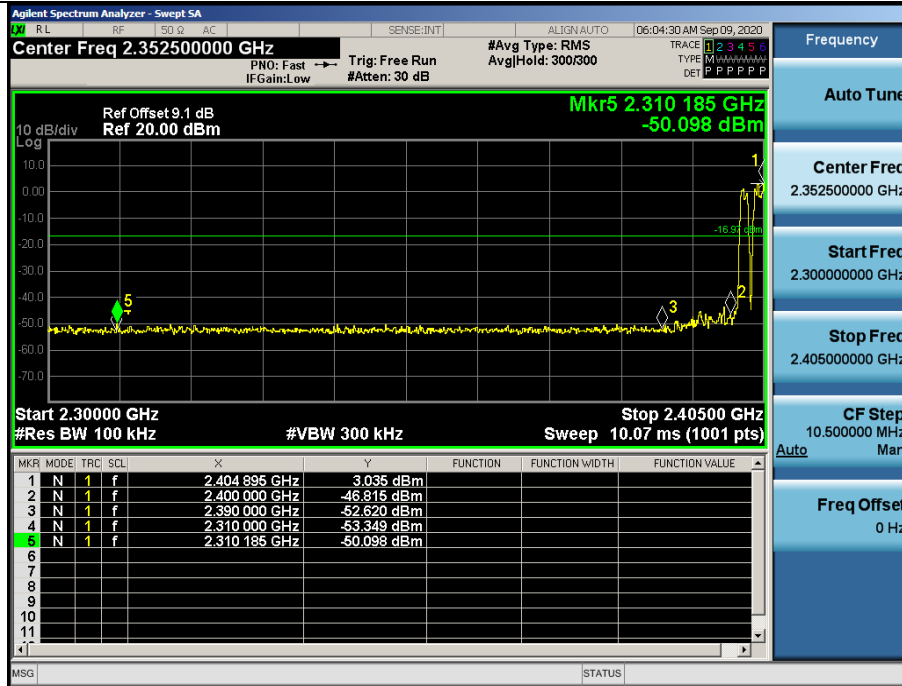 Agilent Spectrum Analyzer - Swept SA
LXI RL RF 50 Ω AC SENSE:INT ALIGN AUTO 06:04:30 AM Sep 09, 2020
Center Freq 2.352500000 GHz #Avg Type: RMS TRACE 1 2 3 4 5 6
PNO: Fast Trig: Free Run Avg|Hold: 300/300 TYPE M WWWWW
IFGain:Low #Atten: 30 dB DET P P P P P P
Mkr5 2.310 185 GHz
-50.098 dBm
Ref Offset 9.1 dB
10 dB/div Ref 20.00 dBm
Log
10.0
0.00
-10.0
-20.0
-30.0
-40.0
-50.0
-60.0
-70.0
1
-16.97 dBm
5
3
2
Start 2.30000 GHz Stop 2.40500 GHz
#Res BW 100 kHz #VBW 300 kHz Sweep 10.07 ms (1001 pts)
MKR MODE TRC SCL X Y FUNCTION FUNCTION WIDTH FUNCTION VALUE
1 N 1 f 2.404 895 GHz 3.035 dBm
2 N 1 f 2.400 000 GHz -46.815 dBm
3 N 1 f 2.390 000 GHz -52.620 dBm
4 N 1 f 2.310 000 GHz -53.349 dBm
5 N 1 f 2.310 185 GHz -50.098 dBm
6
7
8
9
10
11
MSG STATUS
Frequency
Auto Tune
Center Freq
2.352500000 GHz
Start Freq
2.300000000 GHz
Stop Freq
2.405000000 GHz
CF Step
10.500000 MHz
Auto Man
Freq Offset
0 Hz